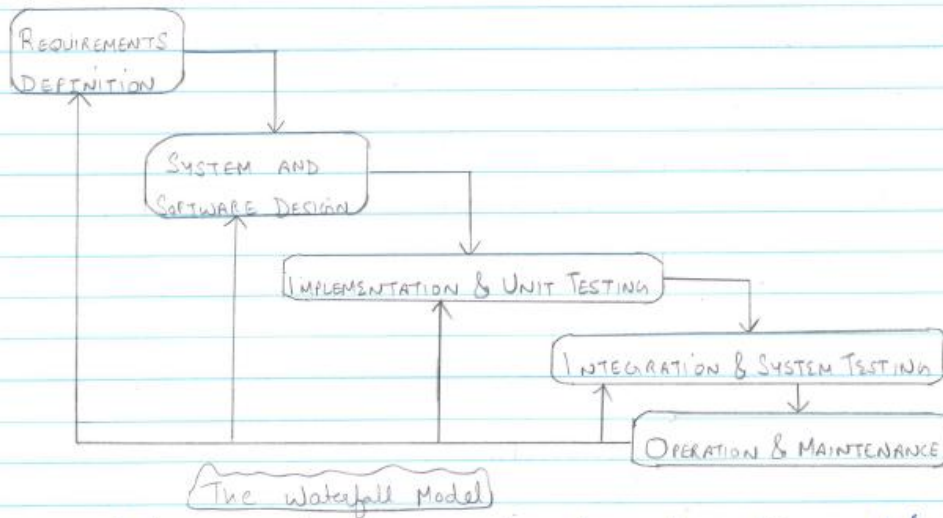 REQUIREMENTS
DEFINITION
SYSTEM AND
SOFTWARE DESIGN
IMPLEMENTATION & UNIT TESTING
INTEGRATION & SYSTEM TESTING
OPERATION & MAINTENANCE
The Waterfall Model